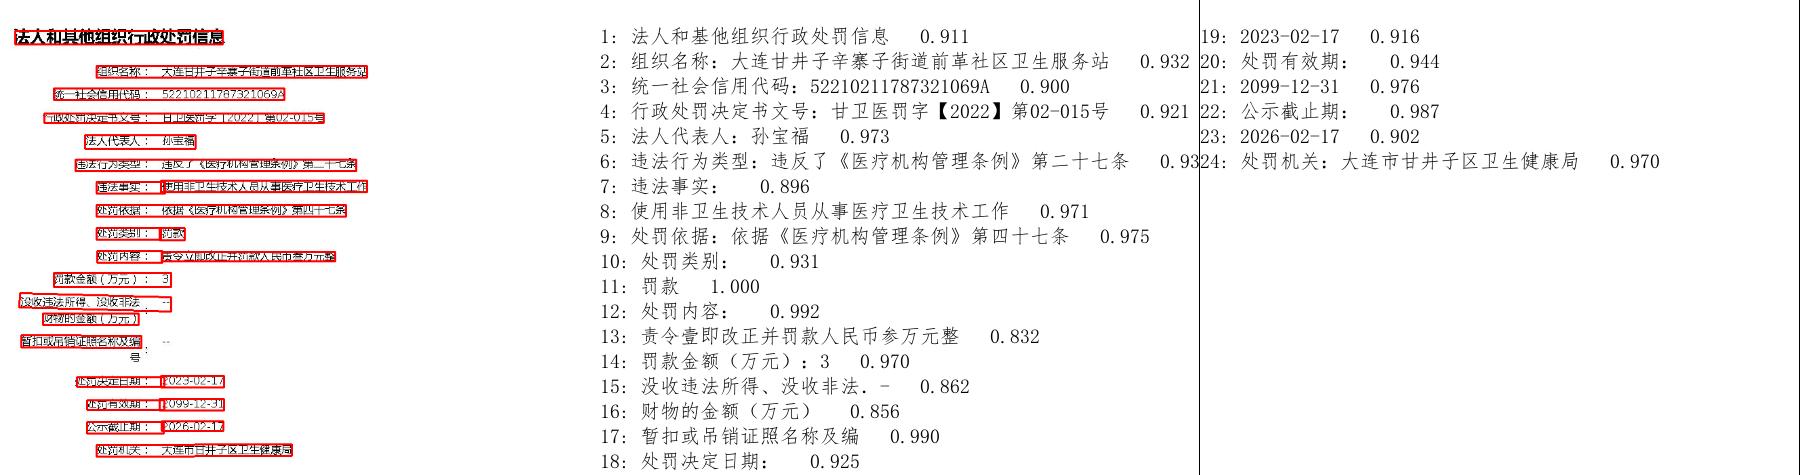 法人和其他组织行政处罚信息
组织名称： 大连甘井子辛寨子街道前革社区卫生服务站
统一社会信用代码： 52210211787321069A
行政处罚决定书文号： 甘卫医罚字【2022】第02-015号
法人代表人： 孙宝福
违法行为类型： 违反了《医疗机构管理条例》第二十七条
违法事实： 使用非卫生技术人员从事医疗卫生技术工作
处罚依据： 依据《医疗机构管理条例》第四十七条
处罚类别： 罚款
处罚内容： 责令立即改正并罚款人民币叁万元整
罚款金额（万元）： 3
没收违法所得、没收非法 --
财物的金额（万元）：
暂扣或吊销证照名称及编 --
号：
处罚决定日期： 2023-02-17
处罚有效期： 2099-12-31
公示截止期： 2026-02-17
处罚机关： 大连市甘井子区卫生健康局
1: 法人和基他组织行政处罚信息 0.911
2: 组织名称: 大连甘井子辛寨子街道前革社区卫生服务站 0.932
3: 统一社会信用代码: 52210211787321069A 0.900
4: 行政处罚决定书文号: 甘卫医罚字【2022】第02-015号 0.921
5: 法人代表人: 孙宝福 0.973
6: 违法行为类型: 违反了《医疗机构管理条例》第二十七条 0.93
7: 违法事实: 0.896
8: 使用非卫生技术人员从事医疗卫生技术工作 0.971
9: 处罚依据: 依据《医疗机构管理条例》第四十七条 0.975
10: 处罚类别: 0.931
11: 罚款 1.000
12: 处罚内容: 0.992
13: 责令壹即改正并罚款人民币参万元整 0.832
14: 罚款金额（万元）: 3 0.970
15: 没收违法所得、没收非法. - 0.862
16: 财物的金额（万元） 0.856
17: 暂扣或吊销证照名称及编 0.990
18: 处罚决定日期: 0.925
19: 2023-02-17 0.916
20: 处罚有效期: 0.944
21: 2099-12-31 0.976
22: 公示截止期: 0.987
23: 2026-02-17 0.902
24: 处罚机关: 大连市甘井子区卫生健康局 0.970